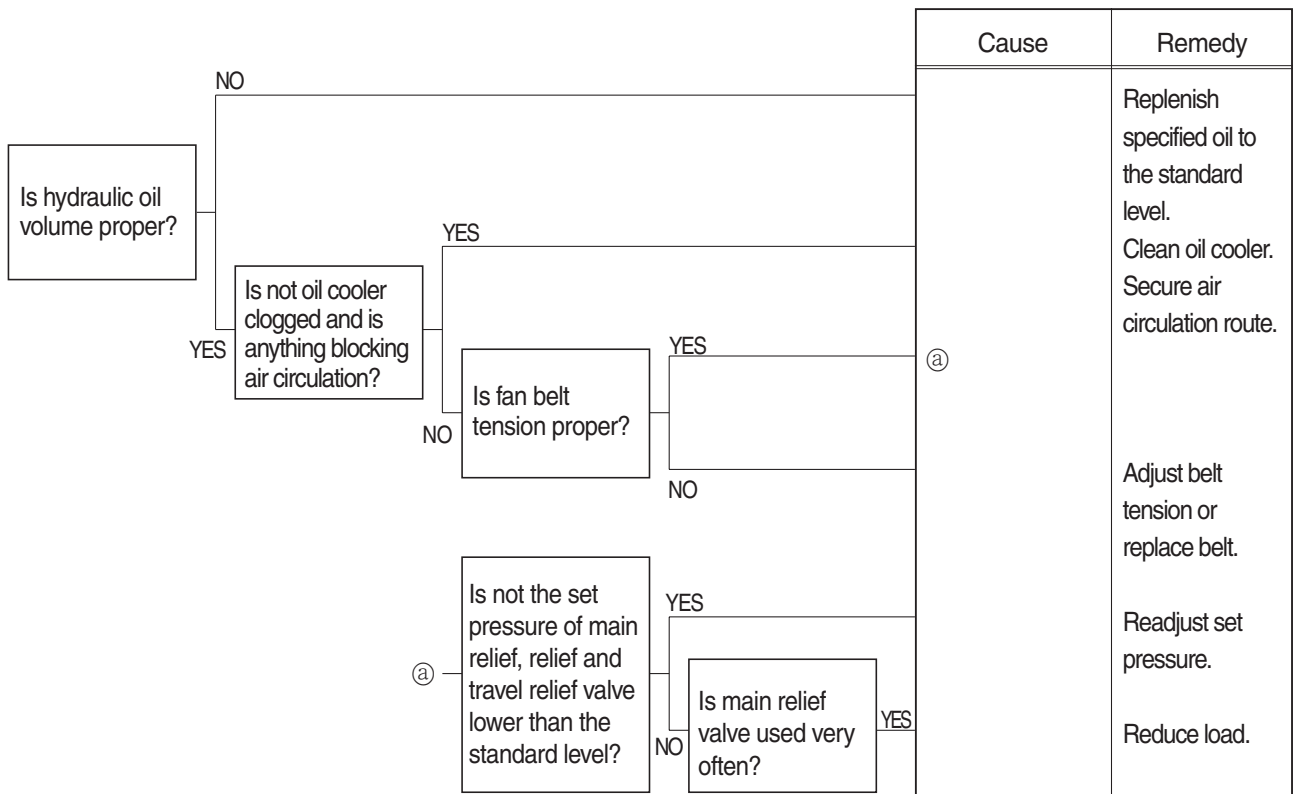 Cause
Remedy
NO
Replenish
specified oil to
the standard
level.
Is hydraulic oil
volume proper?
YES
Clean oil cooler.
Secure air
circulation route.
YES
Is not oil cooler
clogged and is
anything blocking
air circulation?
YES
ⓐ
NO
Is fan belt
tension proper?
NO
Adjust belt
tension or
replace belt.
ⓐ
Is not the set
pressure of main
relief, relief and
travel relief valve
lower than the
standard level?
YES
Readjust set
pressure.
NO
Is main relief
valve used very
often?
YES
Reduce load.